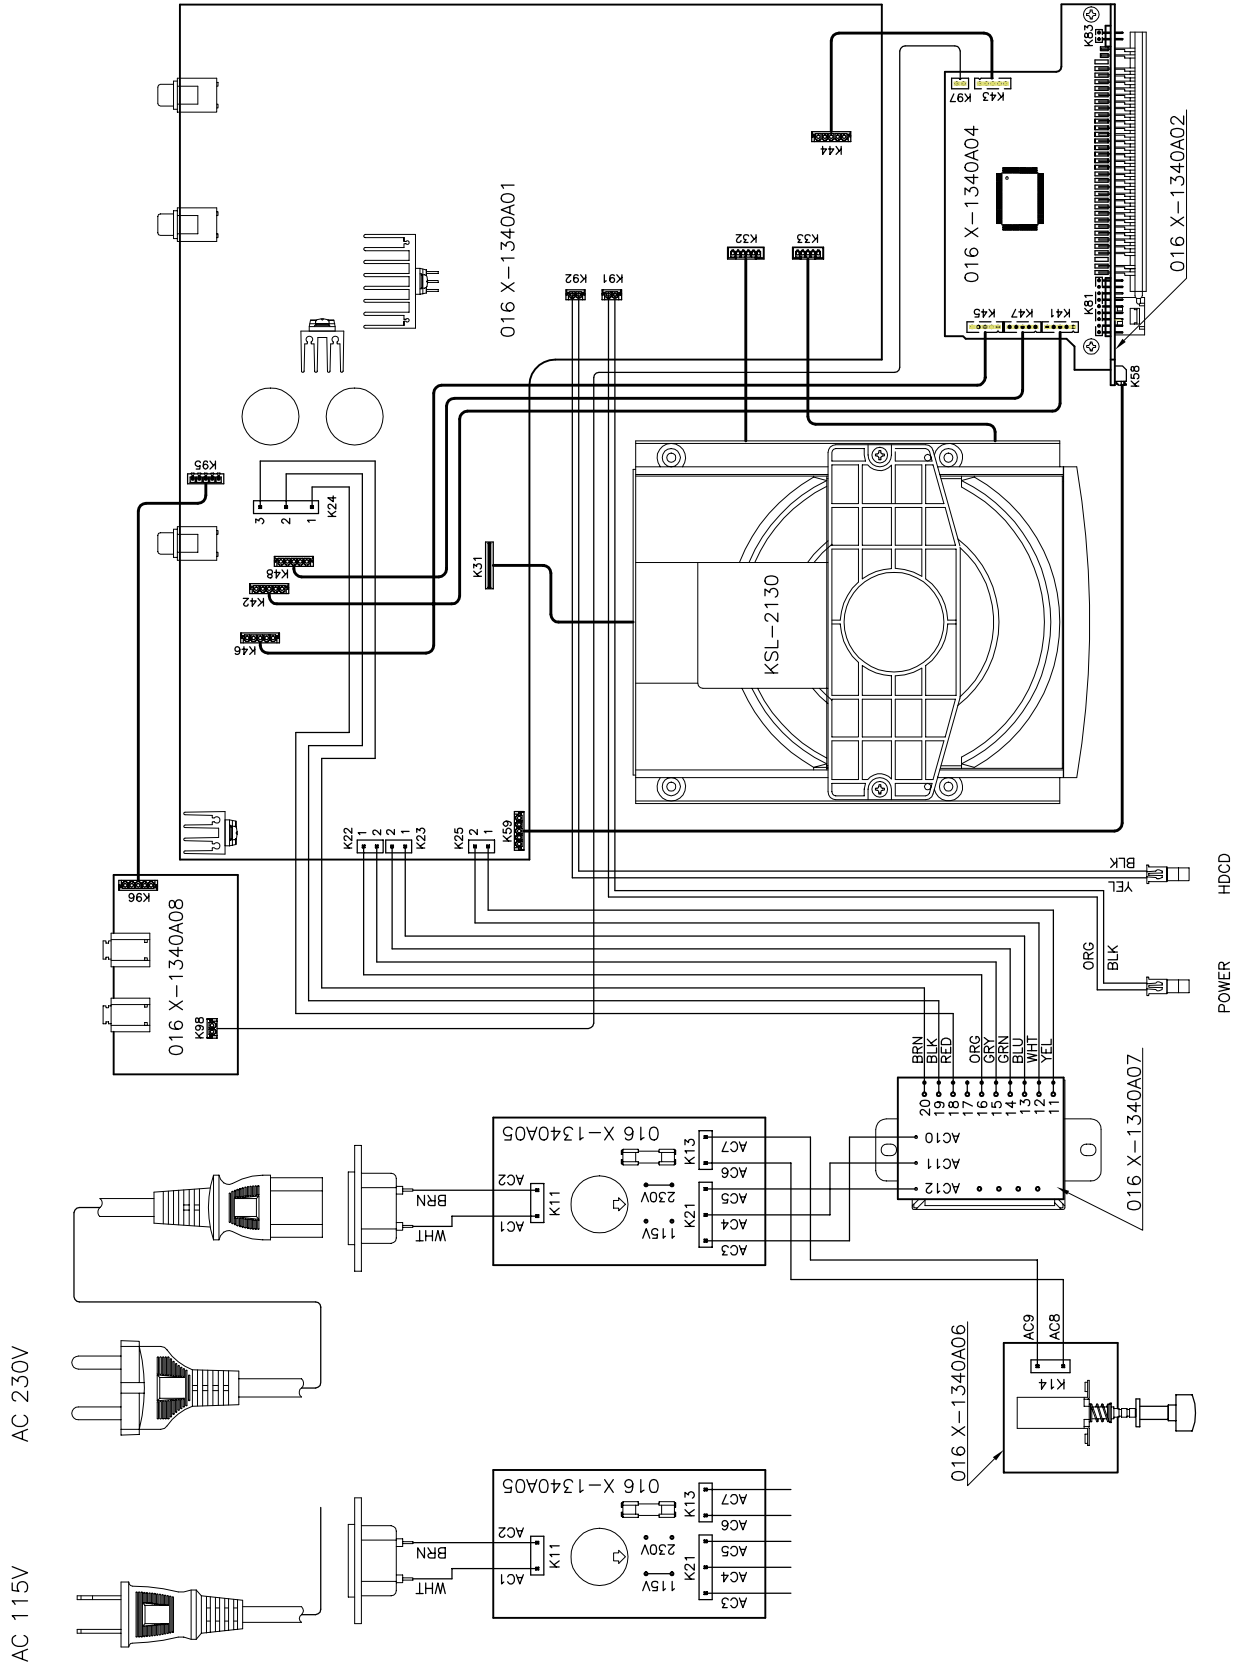 AC 115V
AC 230V
016 X-1340A08
K96
K98
K95
016 X-1340A01
K24
3
2
1
K48
K42
K46
K31
K22
1
2
2
1
K23
K25
2
1
K59
K92
K91
K32
K33
K44
K97
K43
016 X-1340A04
K83
K45
K47
K41
K81
K58
016 X-1340A02
KSL-2130
BLK
YEL
HDCD
ORG
BLK
POWER
BRN
BLK
RED
ORG
GRY
GRN
BLU
WHT
YEL
20
19
18
17
16
15
14
13
12
11
AC10
AC11
AC12
016 X-1340A07
BRN
WHT
AC2
AC1
K11
016 X-1340A05
230V
115V
K13
K21
AC7
AC6
AC5
AC4
AC3
016 X-1340A06
AC9
AC8
K14
BRN
WHT
AC2
AC1
K11
016 X-1340A05
230V
115V
K13
K21
AC7
AC6
AC5
AC4
AC3